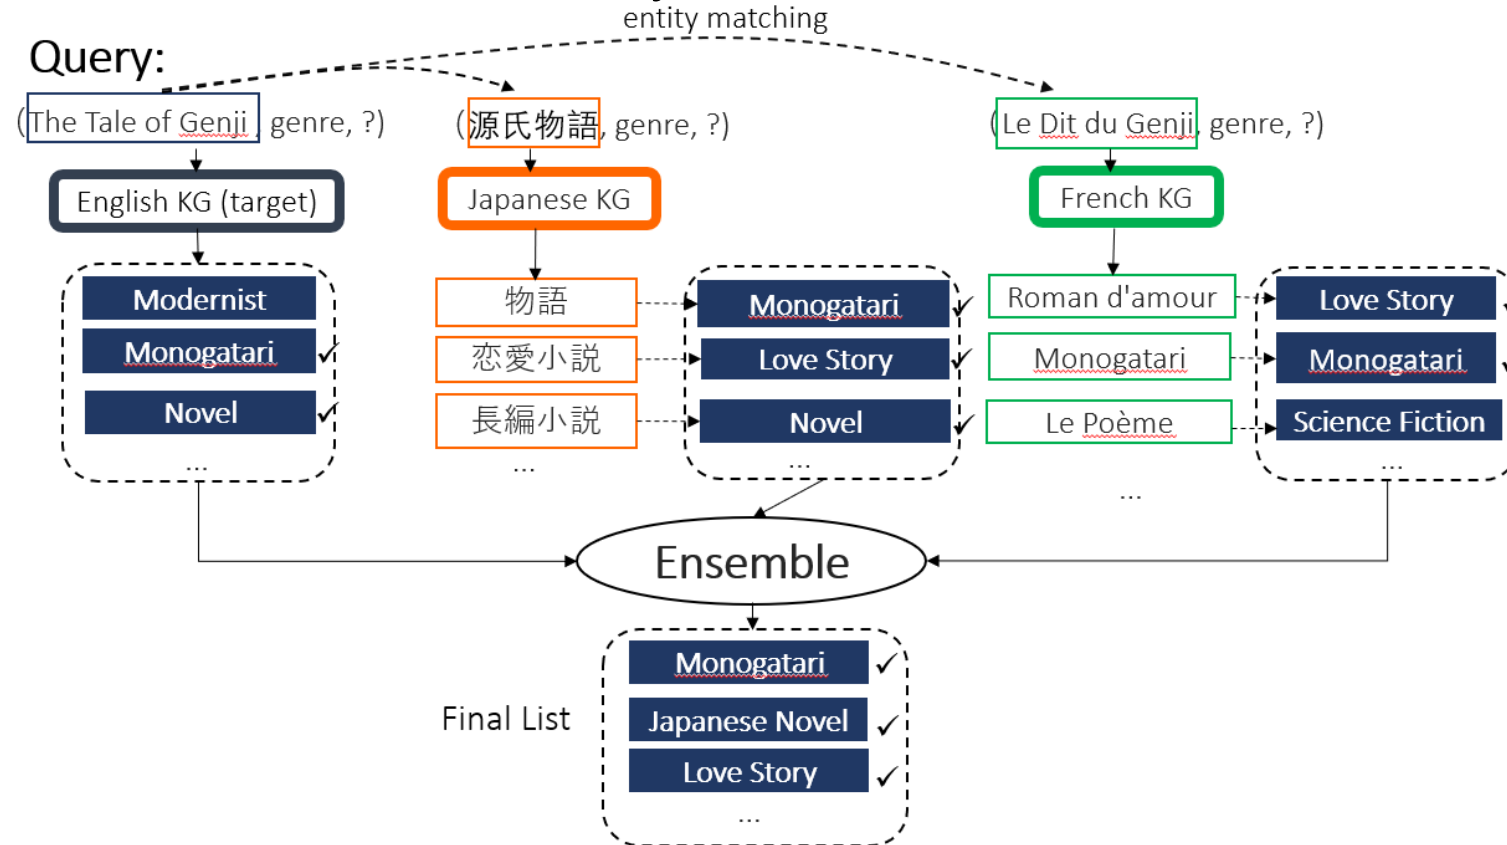 entity matching
Query:
(The Tale of Genji, genre, ?)
(源氏物語, genre, ?)
(Le Dit du Genji, genre, ?)
English KG (target)
Japanese KG
French KG
Modernist
Monogatari ✓
Novel ✓
...
物語
恋愛小説
長編小説
...
Monogatari ✓
Love Story ✓
Novel ✓
...
Roman d'amour
Monogatari
Le Poème
...
Love Story
Monogatari
Science Fiction
...
Ensemble
Final List
Monogatari ✓
Japanese Novel ✓
Love Story ✓
...